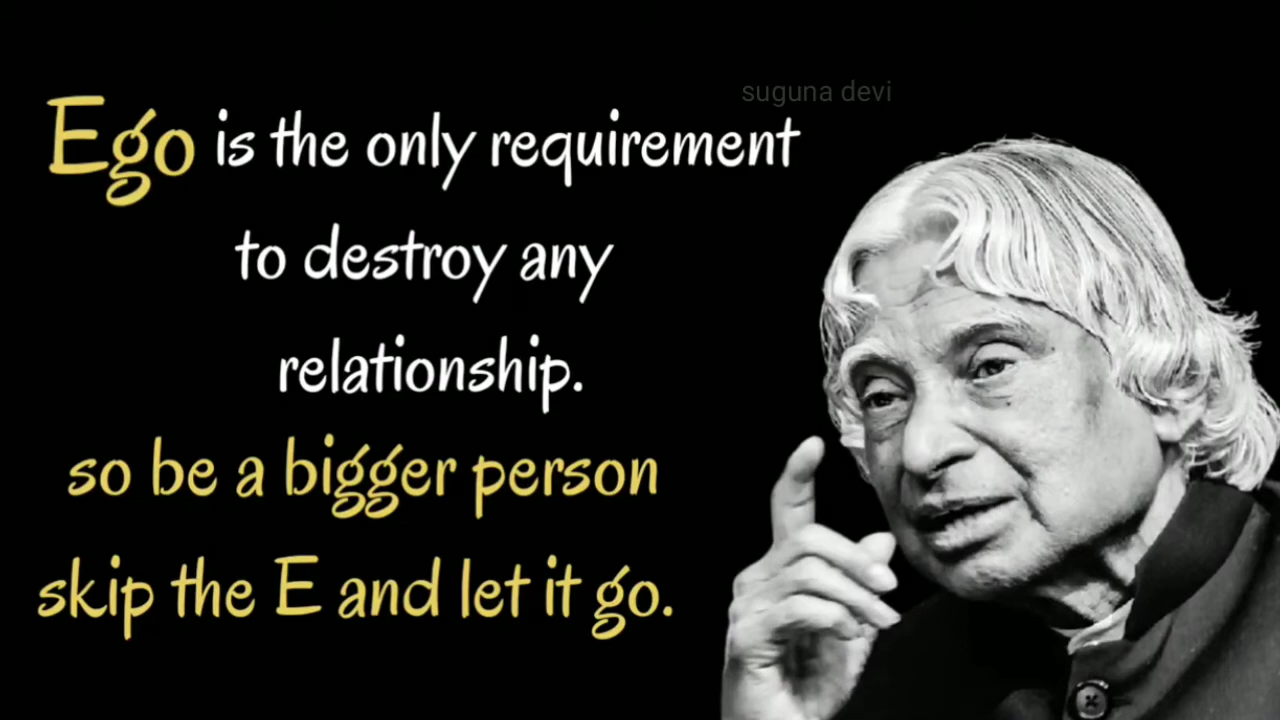 suguna devi
Ego is the only requirement
to destroy any
relationship.
so be a bigger person
skip the E and let it go.